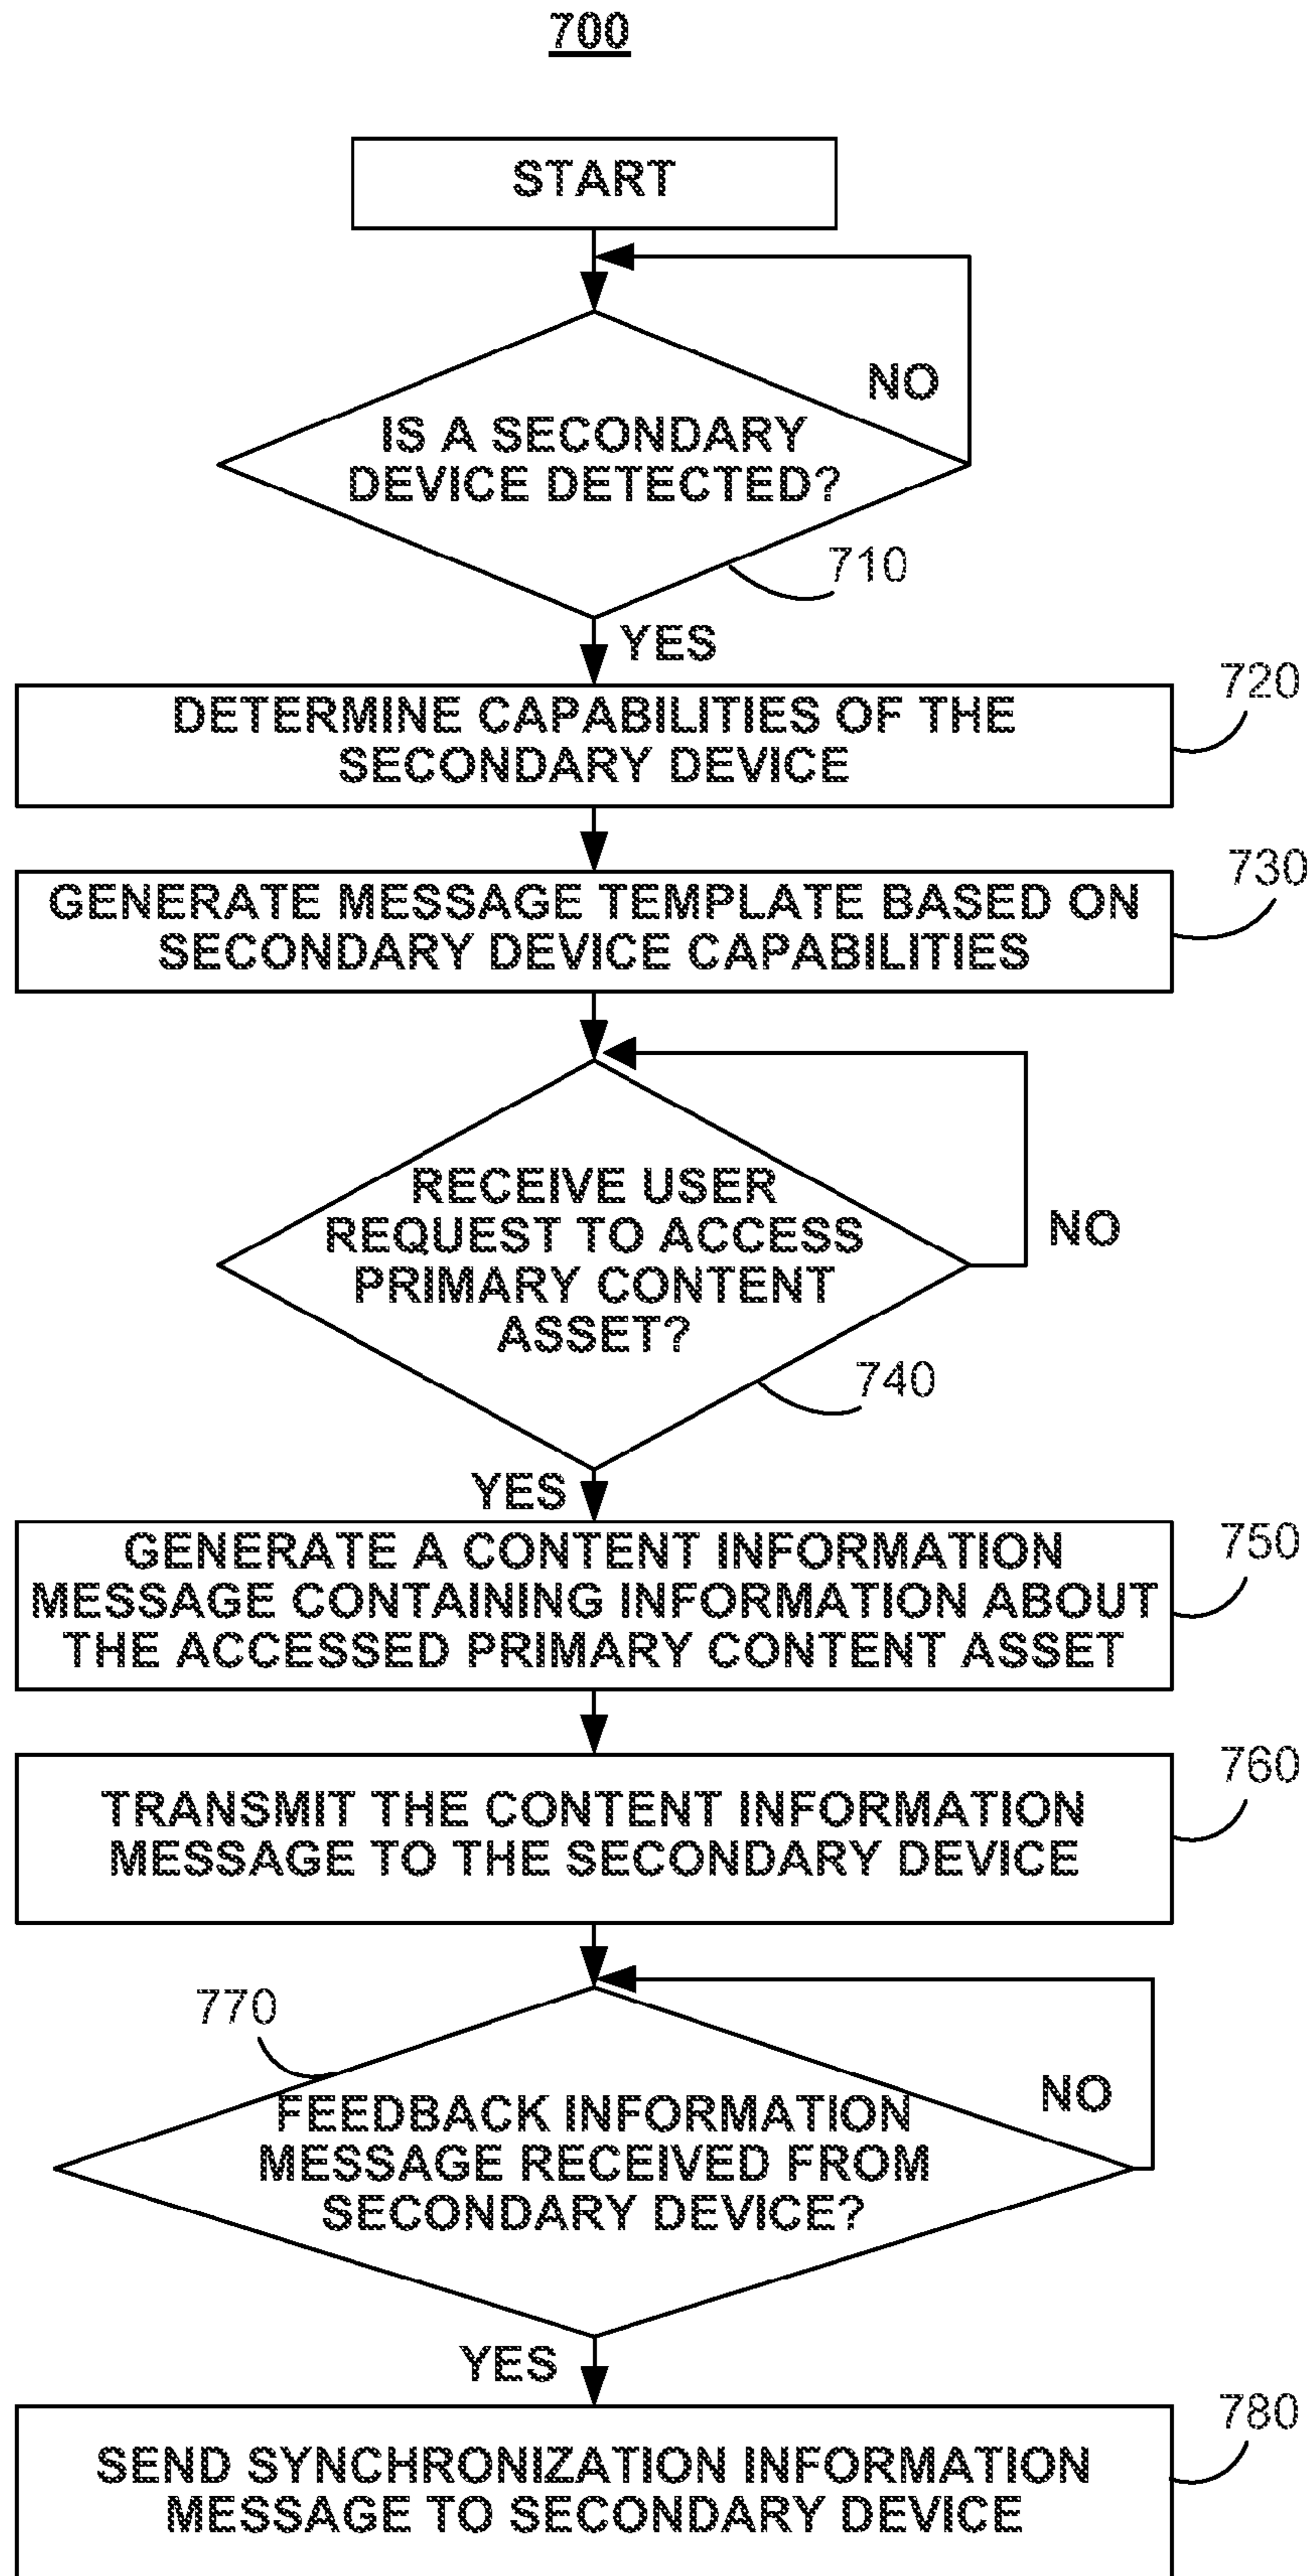 700
START
NO
IS A SECONDARY
DEVICE DETECTED?
710
YES
720
DETERMINE CAPABILITIES OF THE
SECONDARY DEVICE
730
GENERATE MESSAGE TEMPLATE BASED ON
SECONDARY DEVICE CAPABILITIES
RECEIVE USER
REQUEST TO ACCESS
PRIMARY CONTENT
ASSET?
NO
740
YES
750
GENERATE A CONTENT INFORMATION
MESSAGE CONTAINING INFORMATION ABOUT
THE ACCESSED PRIMARY CONTENT ASSET
760
TRANSMIT THE CONTENT INFORMATION
MESSAGE TO THE SECONDARY DEVICE
770
NO
FEEDBACK INFORMATION
MESSAGE RECEIVED FROM
SECONDARY DEVICE?
YES
780
SEND SYNCHRONIZATION INFORMATION
MESSAGE TO SECONDARY DEVICE